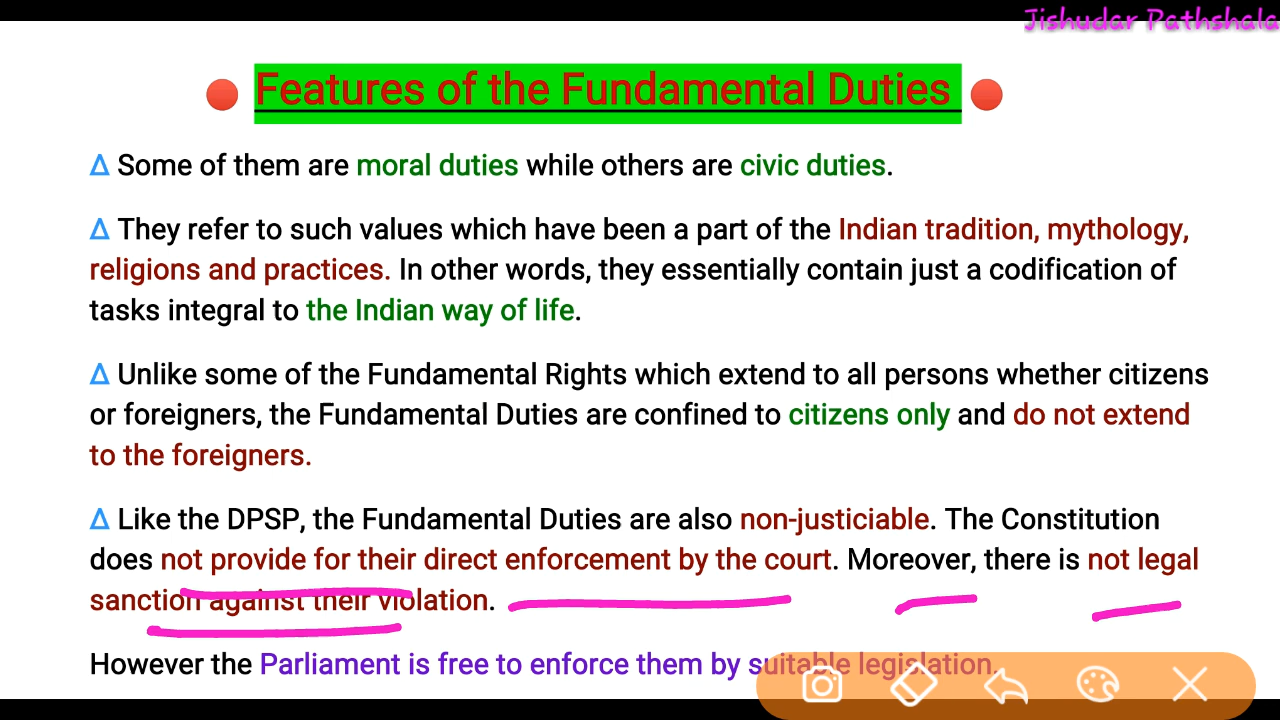 Jishudar Pathshala
Features of the Fundamental Duties
Δ Some of them are moral duties while others are civic duties.
Δ They refer to such values which have been a part of the Indian tradition, mythology,
religions and practices. In other words, they essentially contain just a codification of
tasks integral to the Indian way of life.
Δ Unlike some of the Fundamental Rights which extend to all persons whether citizens
or foreigners, the Fundamental Duties are confined to citizens only and do not extend
to the foreigners.
Δ Like the DPSP, the Fundamental Duties are also non-justiciable. The Constitution
does not provide for their direct enforcement by the court. Moreover, there is not legal
sanction against their violation.
However the Parliament is free to enforce them by suitable legislation.